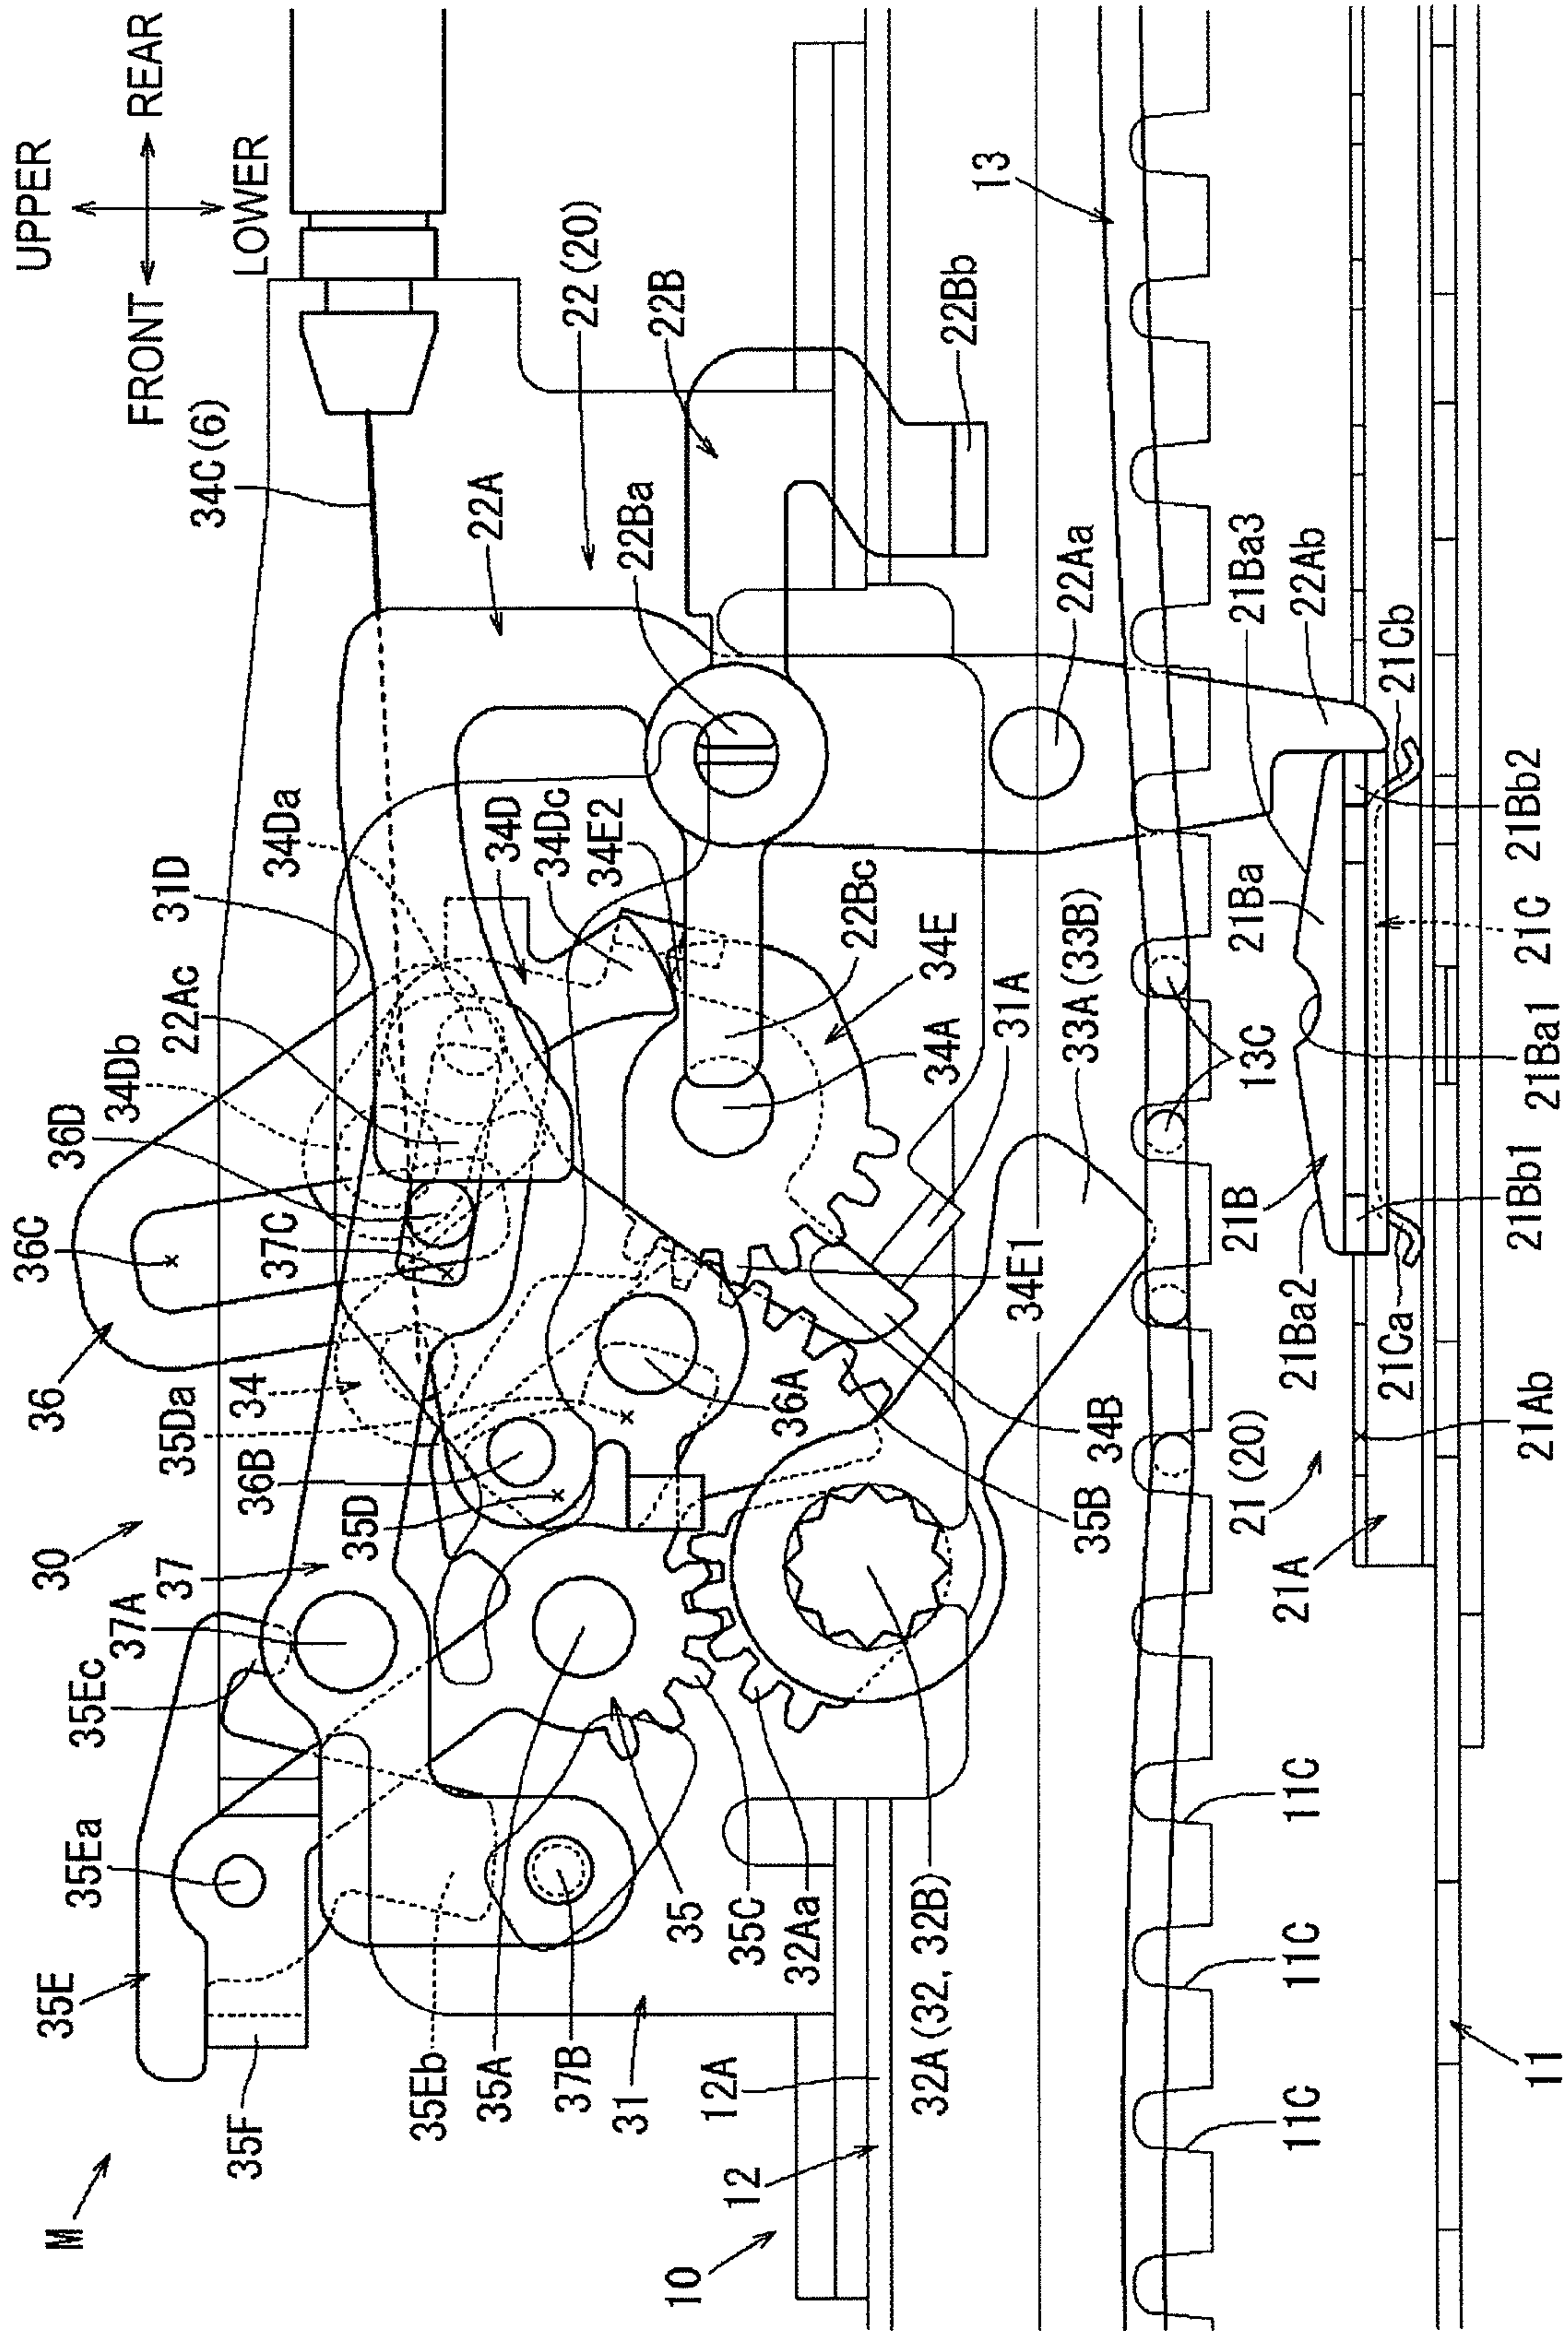 UPPER
FRONT
REAR
LOWER
34C(6)
22(20)
22B
22Bb
22A
22Ba
13
22Aa
21Ba3
22Ab
21Cb
31D
34Da
34D
34Dc
34E2
22Bc
34E
34A
31A
33A(33B)
21Ba
13C
21Bb2
21C
21Ba1
21Bb1
21B
21Ba2
21Ca
21Ab
21(20)
21A
22Ac
34Db
36D
36C
37C
36
34
35Da
36B
35D
36A
34E1
34B
35B
30
37
37A
35Ec
35Ea
35E
35F
35Eb
35A
37B
31
35
35C
32Aa
32A(32, 32B)
12A
12
10
M
11C
11C
11C
11